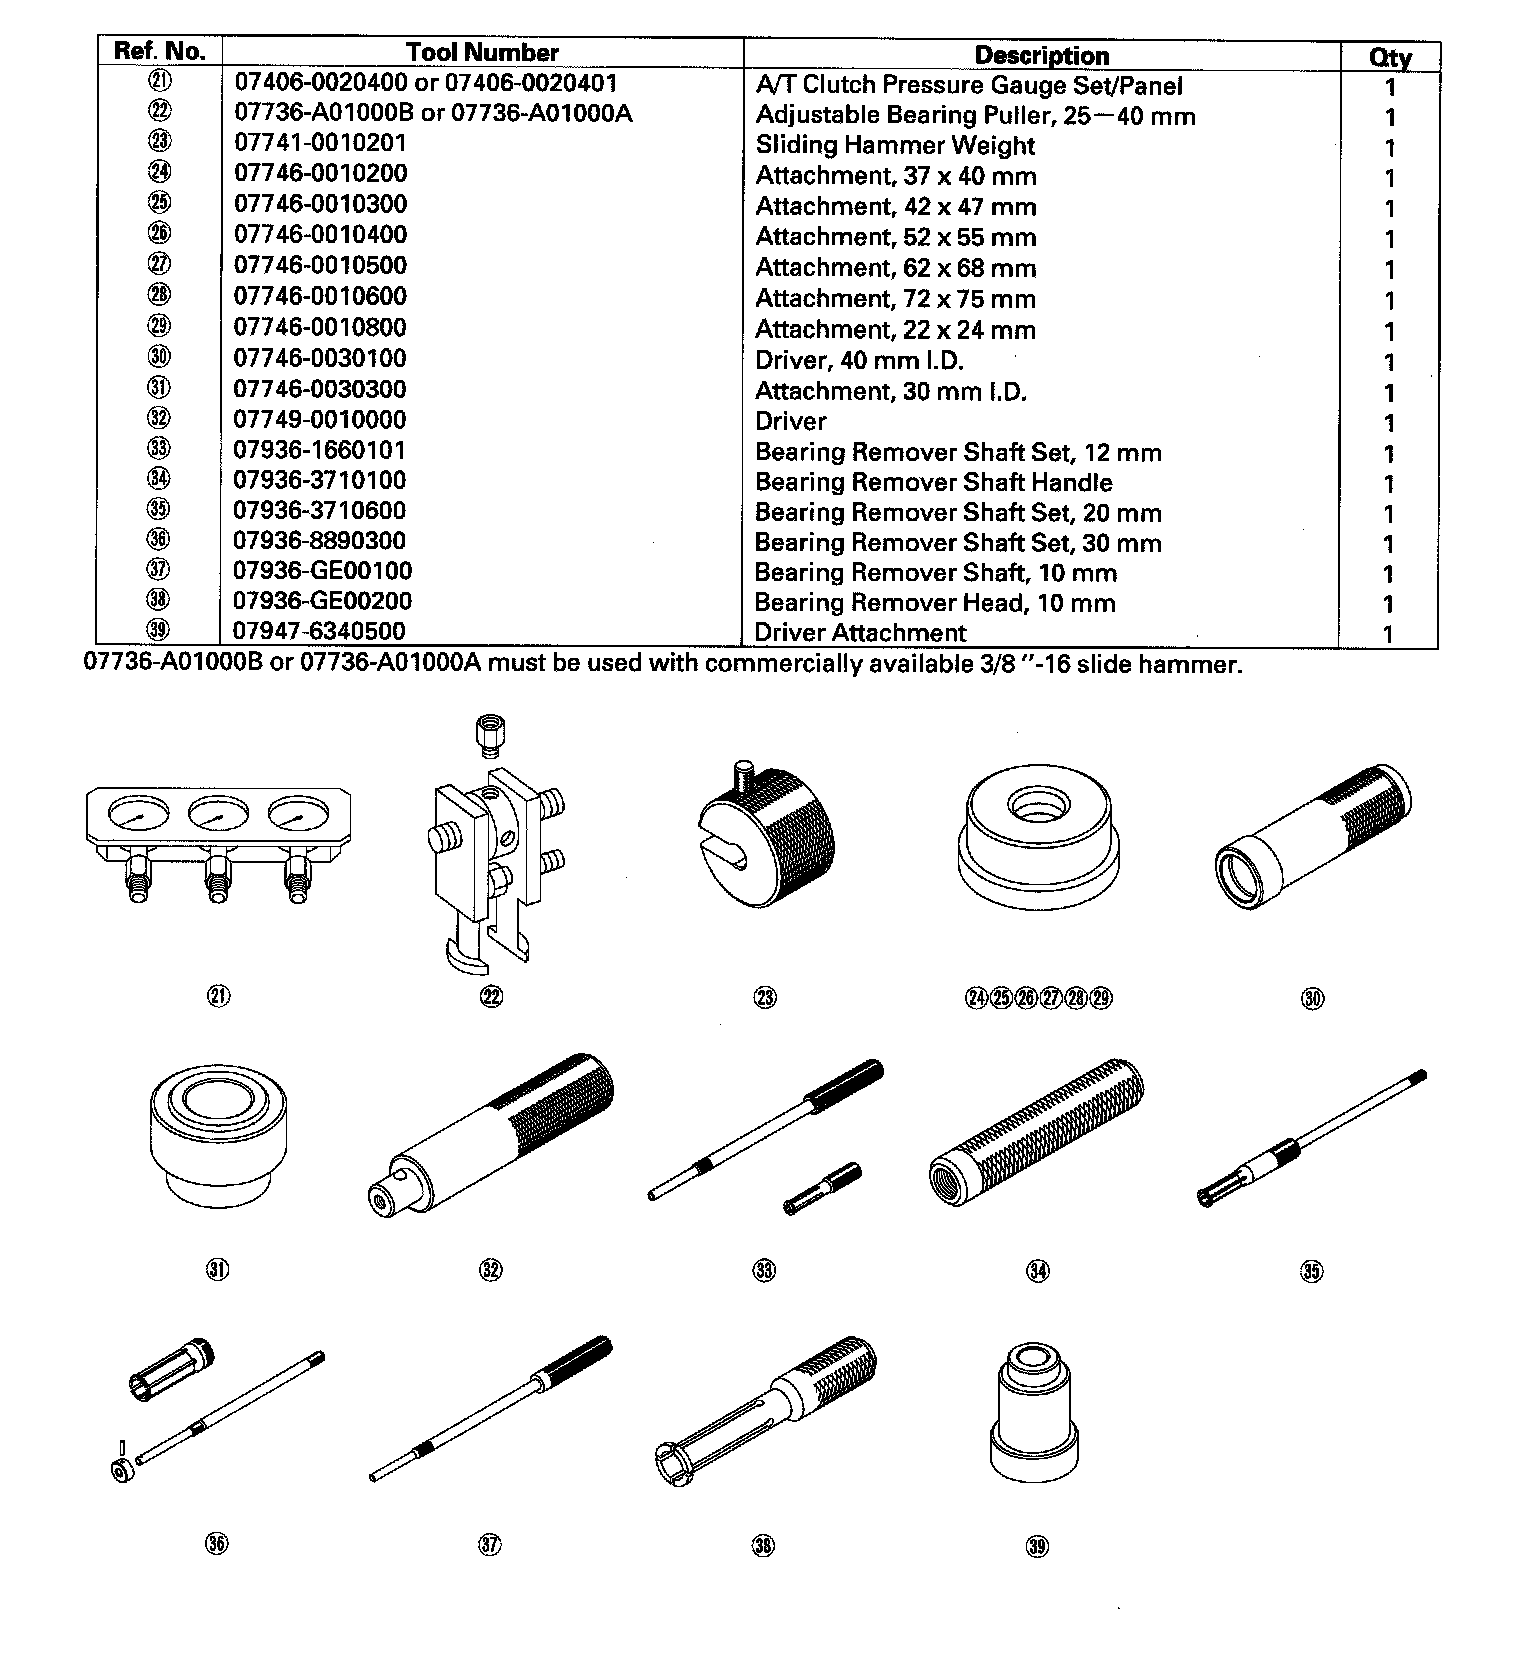 Ref. No. Tool Number Description Qty
㉑ 07406-0020400 or 07406-0020401 A/T Clutch Pressure Gauge Set/Panel 1
㉒ 07736-A01000B or 07736-A01000A Adjustable Bearing Puller, 25—40 mm 1
㉓ 07741-0010201 Sliding Hammer Weight 1
㉔ 07746-0010200 Attachment, 37 x 40 mm 1
㉕ 07746-0010300 Attachment, 42 x 47 mm 1
㉖ 07746-0010400 Attachment, 52 x 55 mm 1
㉗ 07746-0010500 Attachment, 62 x 68 mm 1
㉘ 07746-0010600 Attachment, 72 x 75 mm 1
㉙ 07746-0010800 Attachment, 22 x 24 mm 1
㉚ 07746-0030100 Driver, 40 mm I.D. 1
㉛ 07746-0030300 Attachment, 30 mm I.D. 1
㉜ 07749-0010000 Driver 1
㉝ 07936-1660101 Bearing Remover Shaft Set, 12 mm 1
㉞ 07936-3710100 Bearing Remover Shaft Handle 1
㉟ 07936-3710600 Bearing Remover Shaft Set, 20 mm 1
㊱ 07936-8890300 Bearing Remover Shaft Set, 30 mm 1
㊲ 07936-GE00100 Bearing Remover Shaft, 10 mm 1
㊳ 07936-GE00200 Bearing Remover Head, 10 mm 1
㊴ 07947-6340500 Driver Attachment 1
07736-A01000B or 07736-A01000A must be used with commercially available 3/8 "-16 slide hammer.
㉑ ㉒ ㉓ ㉔㉕㉖㉗㉘㉙ ㉚
㉛ ㉜ ㉝ ㉞ ㉟
㊱ ㊲ ㊳ ㊴